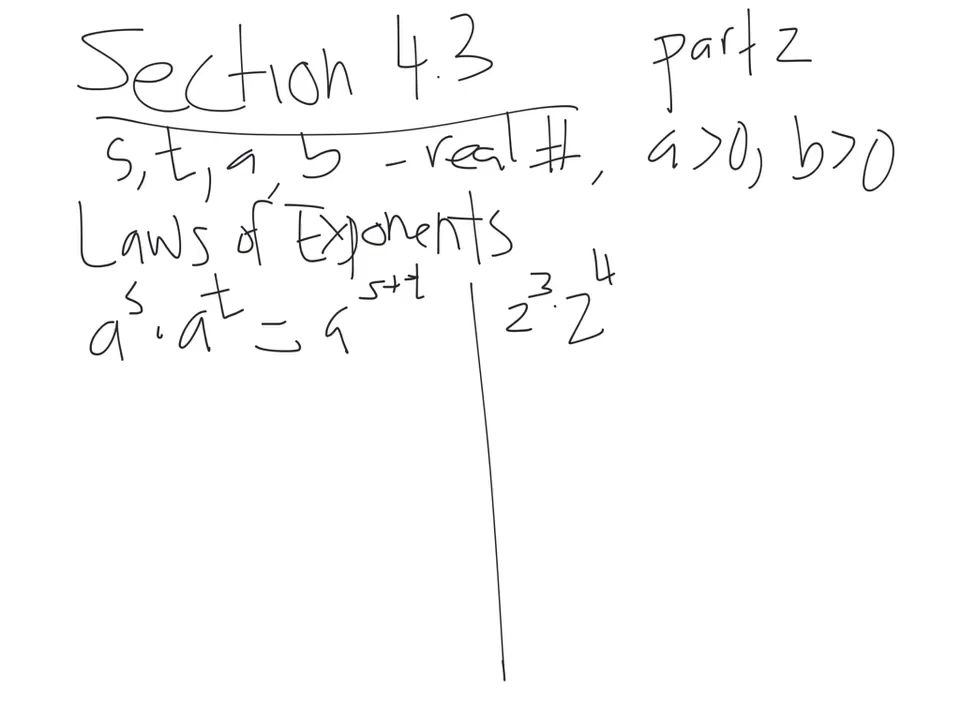 Section 4.3 part 2
s, t, a, b - real #, a>0, b>0
Laws of Exponents
a^s · a^t = a^{s+t} 2^3 · 2^4